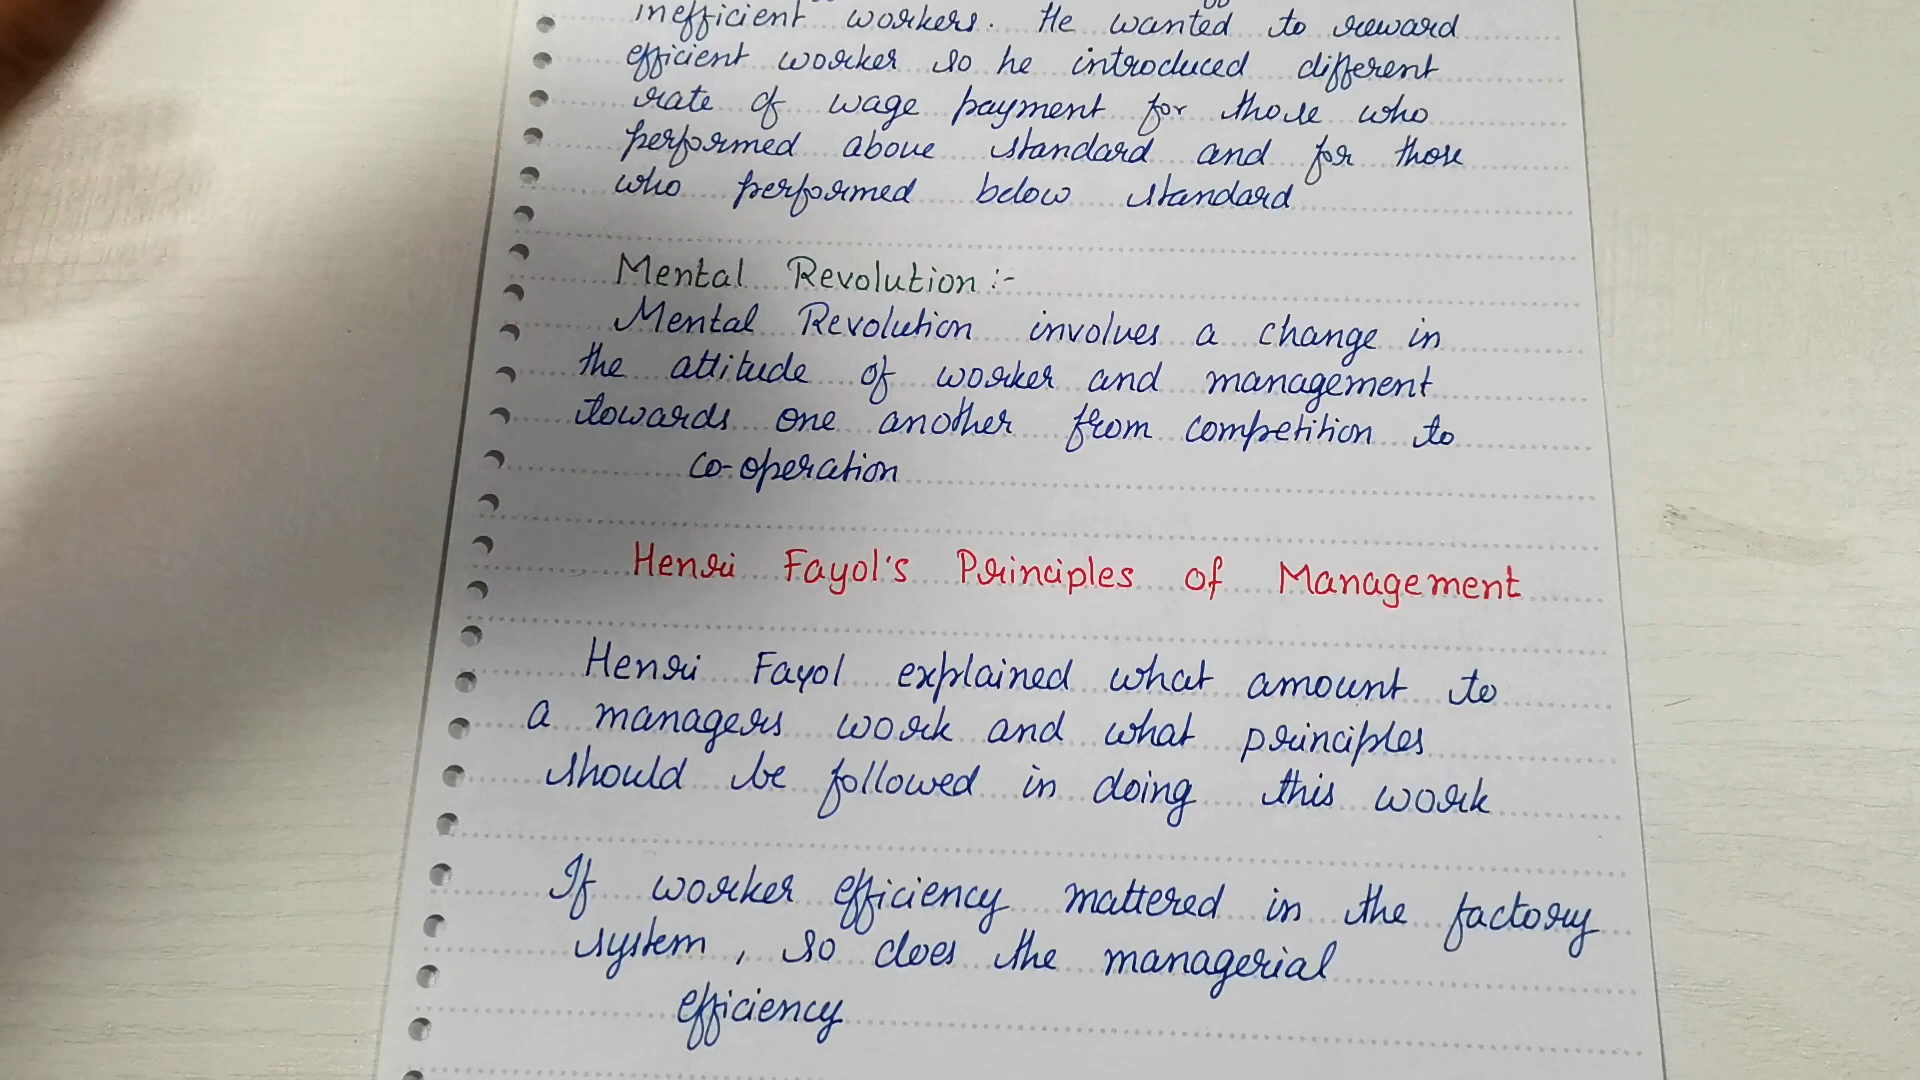 inefficient workers. He wanted to reward
efficient worker so he introduced different
rate of wage payment for those who
performed above standard and for those
who performed below standard
Mental Revolution :-
Mental Revolution involves a change in
the attitude of worker and management
towards one another from competition to
co-operation
Henri Fayol's Principles of Management
Henri Fayol explained what amount to
a managers work and what principles
should be followed in doing this work
If worker efficiency mattered in the factory
system, so does the managerial
efficiency